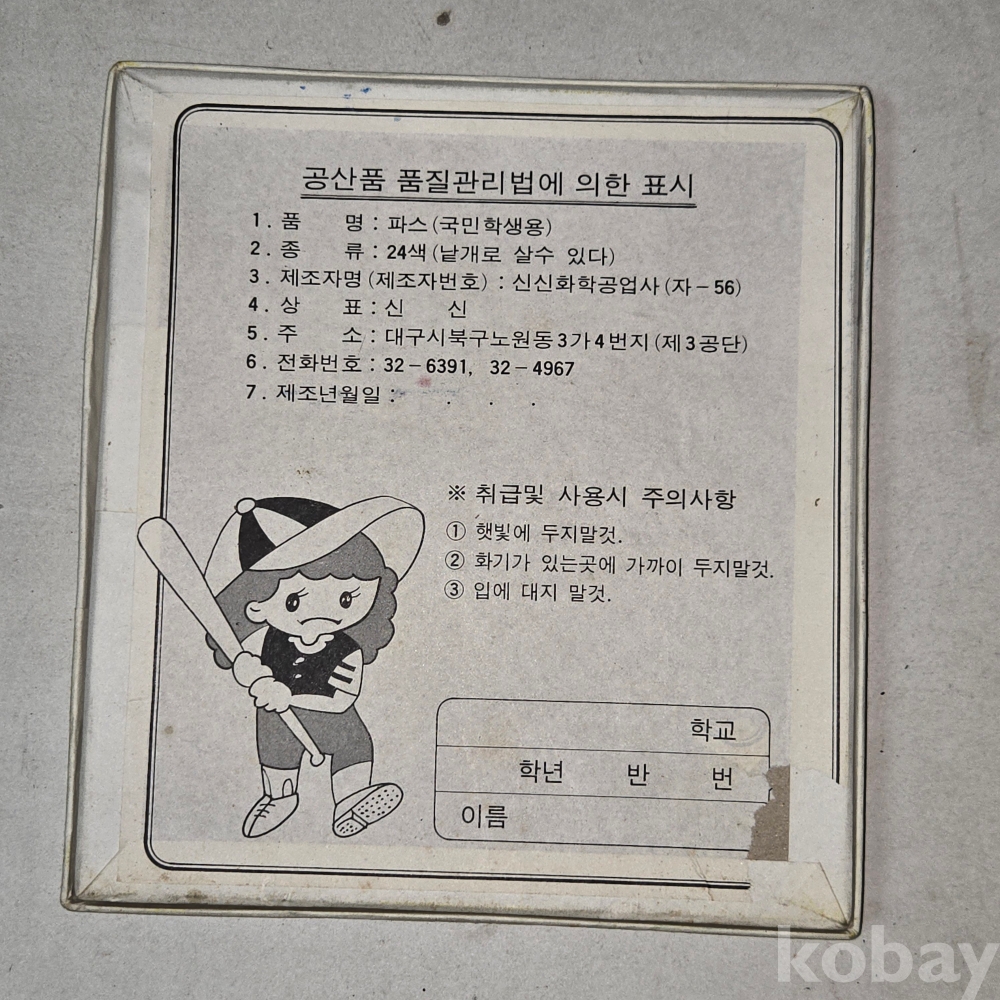 공산품 품질관리법에 의한 표시
1. 품 명 : 파스(국민학생용)
2. 종 류 : 24색(낱개로 살수 있다)
3. 체조자명(제조자번호) : 신신화학공업사(자-56)
4. 상 표 : 신 신
5. 주 소 : 대구시북구노원동3가4번지(제3공단)
6. 전화번호 : 32-6391, 32-4967
7. 제조년월일 : . . .
※ 취급및 사용시 주의사항
① 햇빛에 두지말것.
② 화기가 있는곳에 가까이 두지말것.
③ 입에 대지 말것.
학교
학년 반 번
이름
kobay